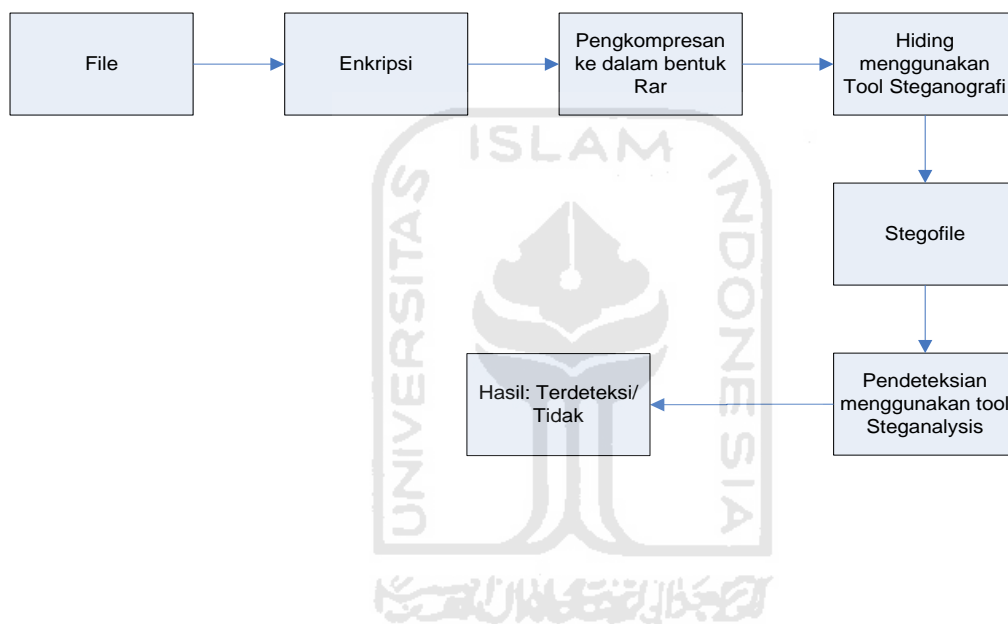 File
Enkripsi
Pengkompresan
ke dalam bentuk
Rar
Hiding
menggunakan
Tool Steganografi
Stegofile
Pendeteksian
menggunakan tool
Steganalysis
Hasil: Terdeteksi/
Tidak
UNIVERSITAS
ISLAM
INDONESIA